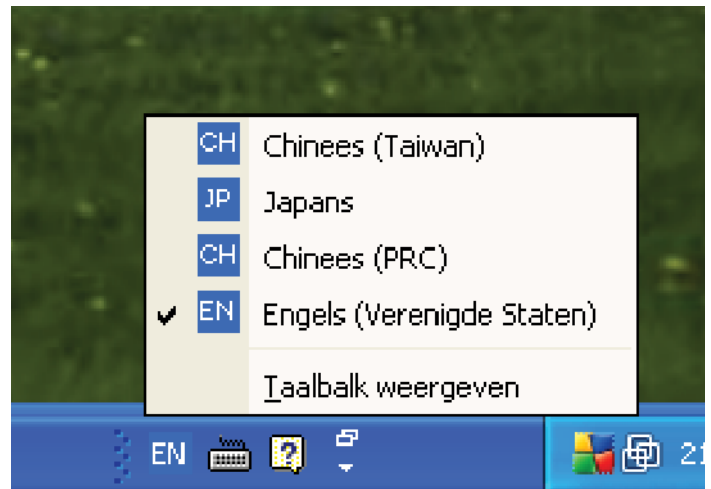 CH Chinees (Taiwan)
JP Japans
CH Chinees (PRC)
EN Engels (Verenigde Staten)
Taalbalk weergeven
EN